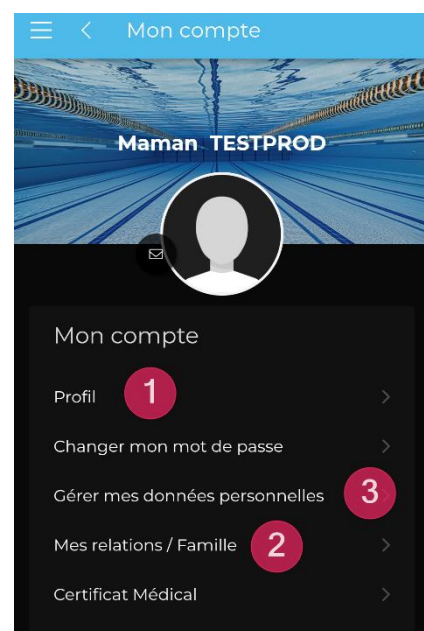 Mon compte
Maman TESTPROD
Mon compte
Profil 1
Changer mon mot de passe
Gérer mes données personnelles 3
Mes relations / Famille 2
Certificat Médical